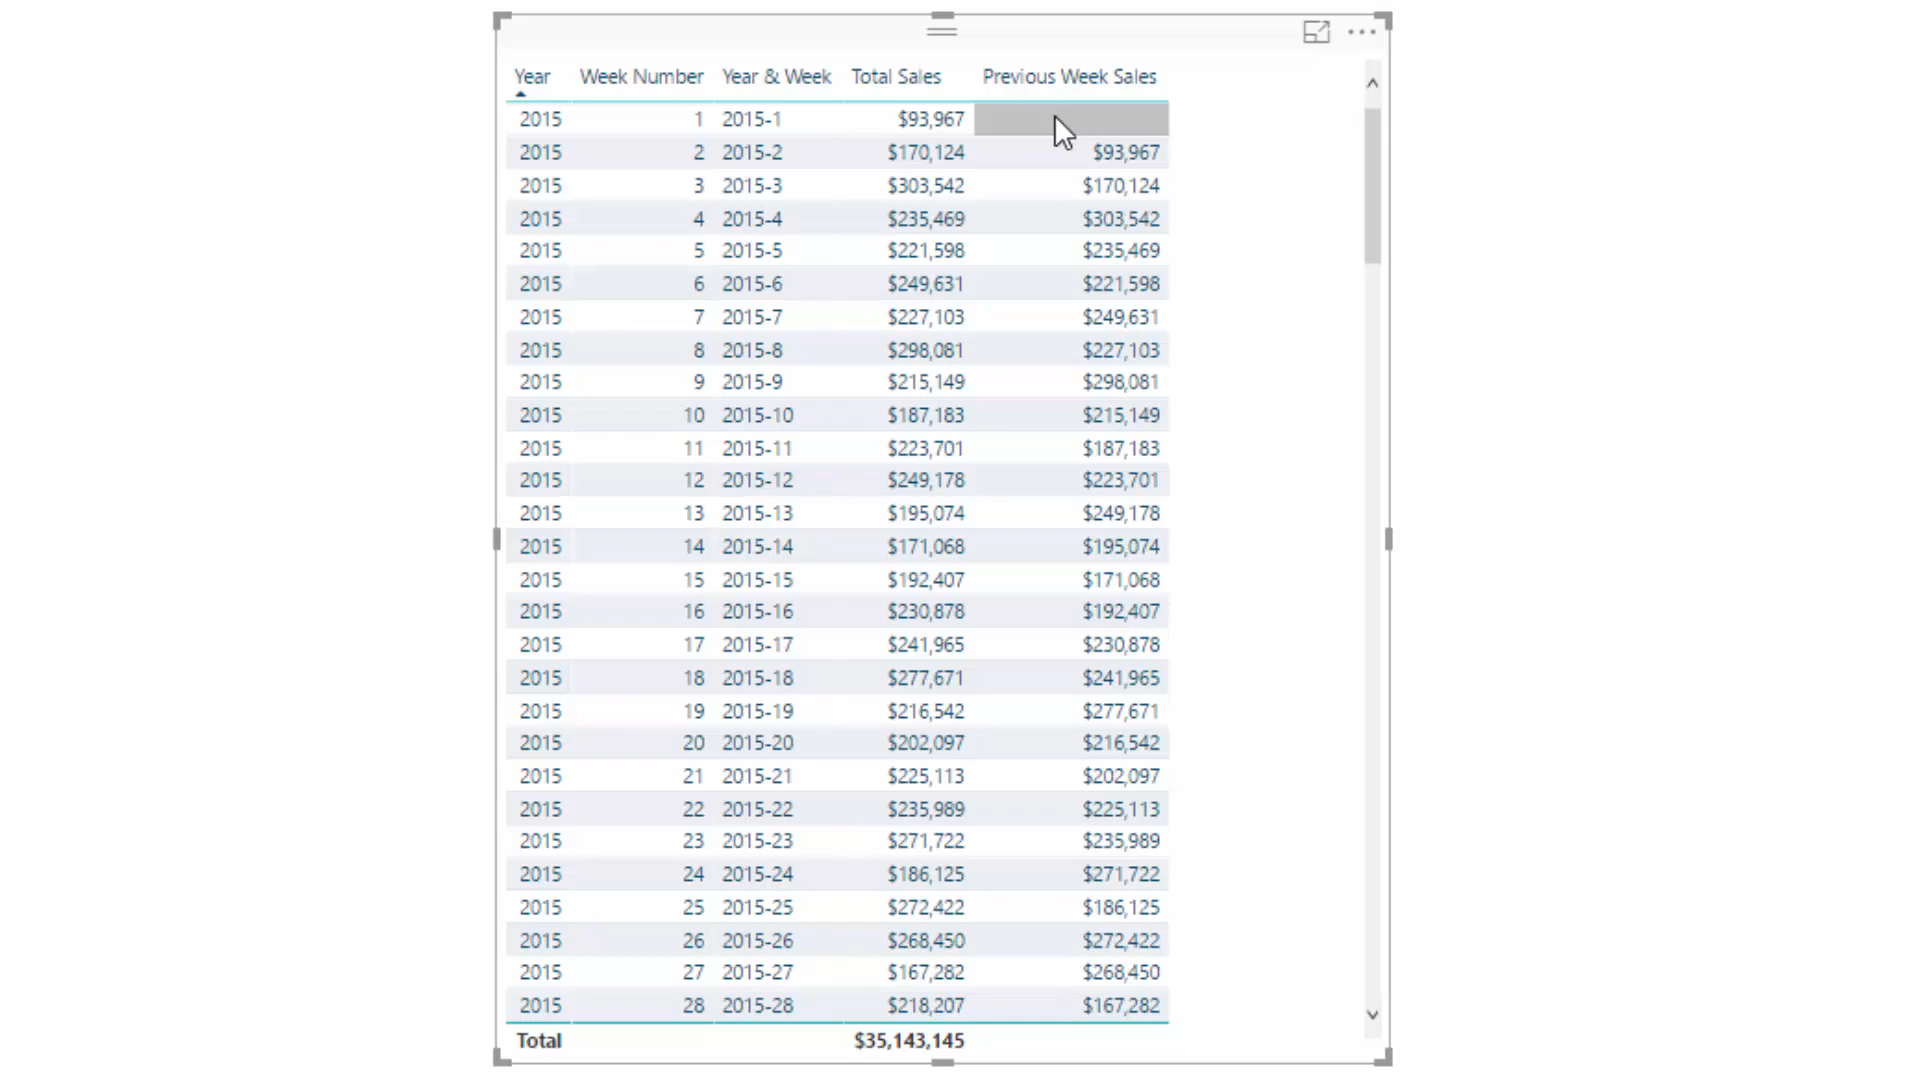 Year Week Number Year & Week Total Sales Previous Week Sales
2015 1 2015-1 $93,967
2015 2 2015-2 $170,124 $93,967
2015 3 2015-3 $303,542 $170,124
2015 4 2015-4 $235,469 $303,542
2015 5 2015-5 $221,598 $235,469
2015 6 2015-6 $249,631 $221,598
2015 7 2015-7 $227,103 $249,631
2015 8 2015-8 $298,081 $227,103
2015 9 2015-9 $215,149 $298,081
2015 10 2015-10 $187,183 $215,149
2015 11 2015-11 $223,701 $187,183
2015 12 2015-12 $249,178 $223,701
2015 13 2015-13 $195,074 $249,178
2015 14 2015-14 $171,068 $195,074
2015 15 2015-15 $192,407 $171,068
2015 16 2015-16 $230,878 $192,407
2015 17 2015-17 $241,965 $230,878
2015 18 2015-18 $277,671 $241,965
2015 19 2015-19 $216,542 $277,671
2015 20 2015-20 $202,097 $216,542
2015 21 2015-21 $225,113 $202,097
2015 22 2015-22 $235,989 $225,113
2015 23 2015-23 $271,722 $235,989
2015 24 2015-24 $186,125 $271,722
2015 25 2015-25 $272,422 $186,125
2015 26 2015-26 $268,450 $272,422
2015 27 2015-27 $167,282 $268,450
2015 28 2015-28 $218,207 $167,282
Total $35,143,145